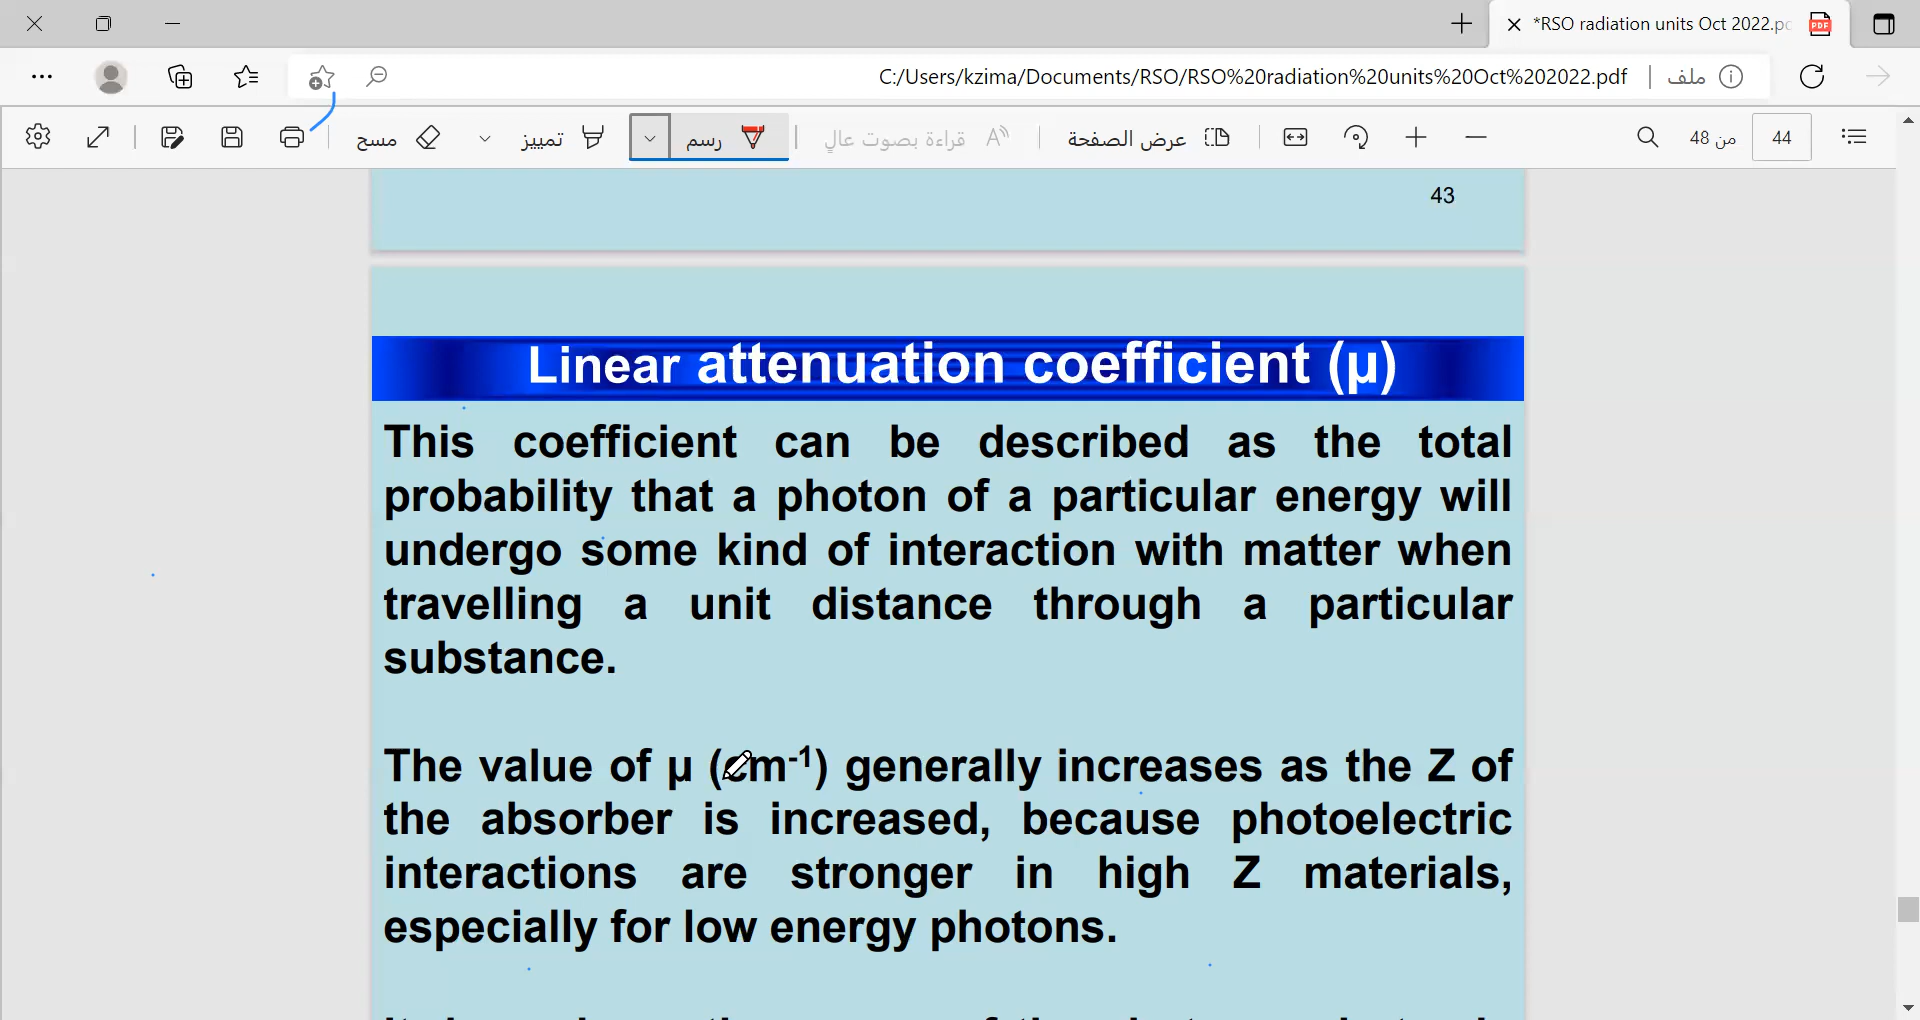 *RSO radiation units Oct 2022.p
C:/Users/kzima/Documents/RSO/RSO%20radiation%20units%20Oct%202022.pdf | ملف
مسح
تمييز
رسم
قراءة بصوت عالٍ
عرض الصفحة
44 من 48
43
Linear attenuation coefficient (µ)
This coefficient can be described as the total
probability that a photon of a particular energy will
undergo some kind of interaction with matter when
travelling a unit distance through a particular
substance.
The value of µ (cm-1) generally increases as the Z of
the absorber is increased, because photoelectric
interactions are stronger in high Z materials,
especially for low energy photons.